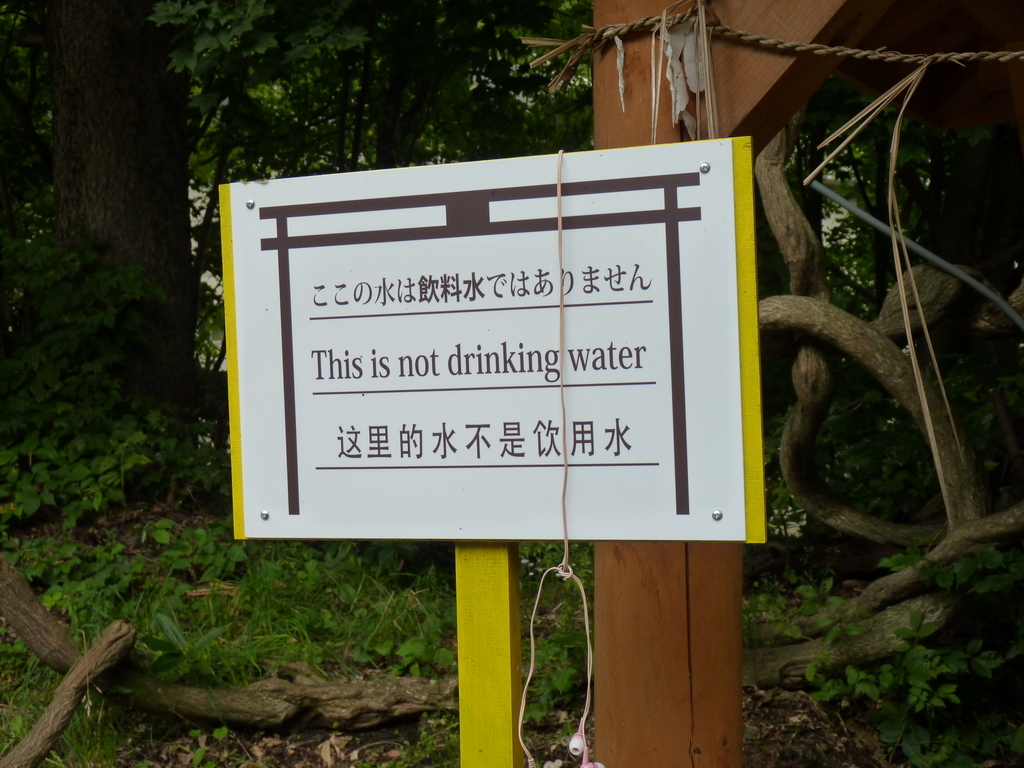 ここの水は飲料水ではありません
This is not drinking water
这里的水不是饮用水